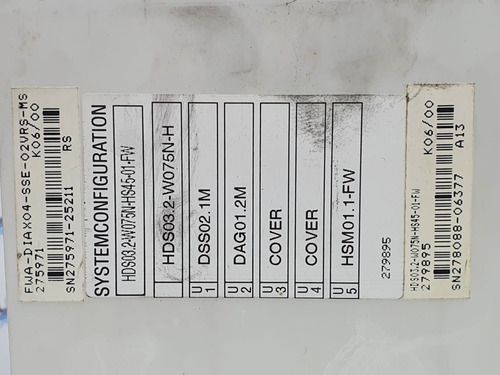 FWA-DIAX04-SSE-02VRS-MS
275971 K06/00
SN275971-25211 RS
SYSTEMCONFIGURATION
HDS03.2-W075N-HS45-01-FW
HDS03.2-W075N-H
U1 DSS02.1M
U2 DAG01.2M
U3 COVER
U4 COVER
U5 HSM01.1-FW
279895
HDS03.2-W075N-HS45-01-FW
279895 K06/00
SN278088-06377 A13